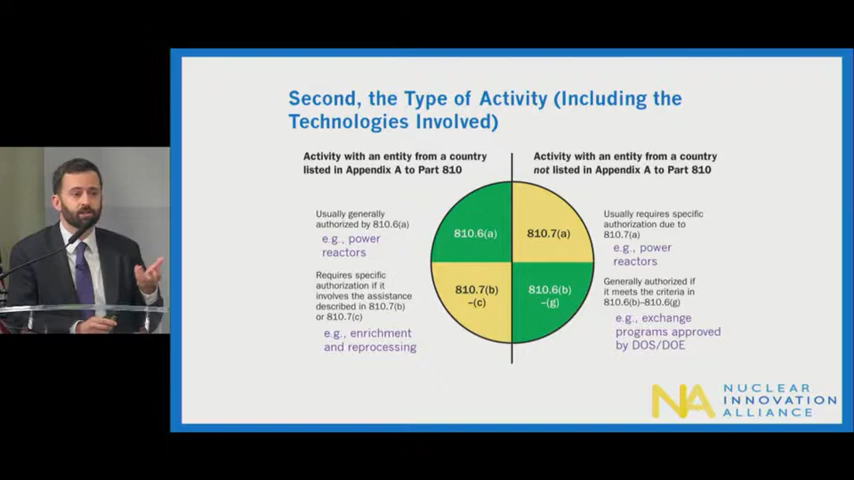 Second, the Type of Activity (Including the
Technologies Involved)
Activity with an entity from a country
listed in Appendix A to Part 810
Usually generally
authorized by 810.6(a)
e.g., power
reactors
Requires specific
authorization if it
involves the assistance
described in 810.7(b)
or 810.7(c)
e.g., enrichment
and reprocessing
810.6(a)
810.7(a)
810.7(b)
–(c)
810.6(b)
–(g)
Activity with an entity from a country
not listed in Appendix A to Part 810
Usually requires specific
authorization due to
810.7(a)
e.g., power
reactors
Generally authorized if
it meets the criteria in
810.6(b)–810.6(g)
e.g., exchange
programs approved
by DOS/DOE
NA
NUCLEAR
INNOVATION
ALLIANCE